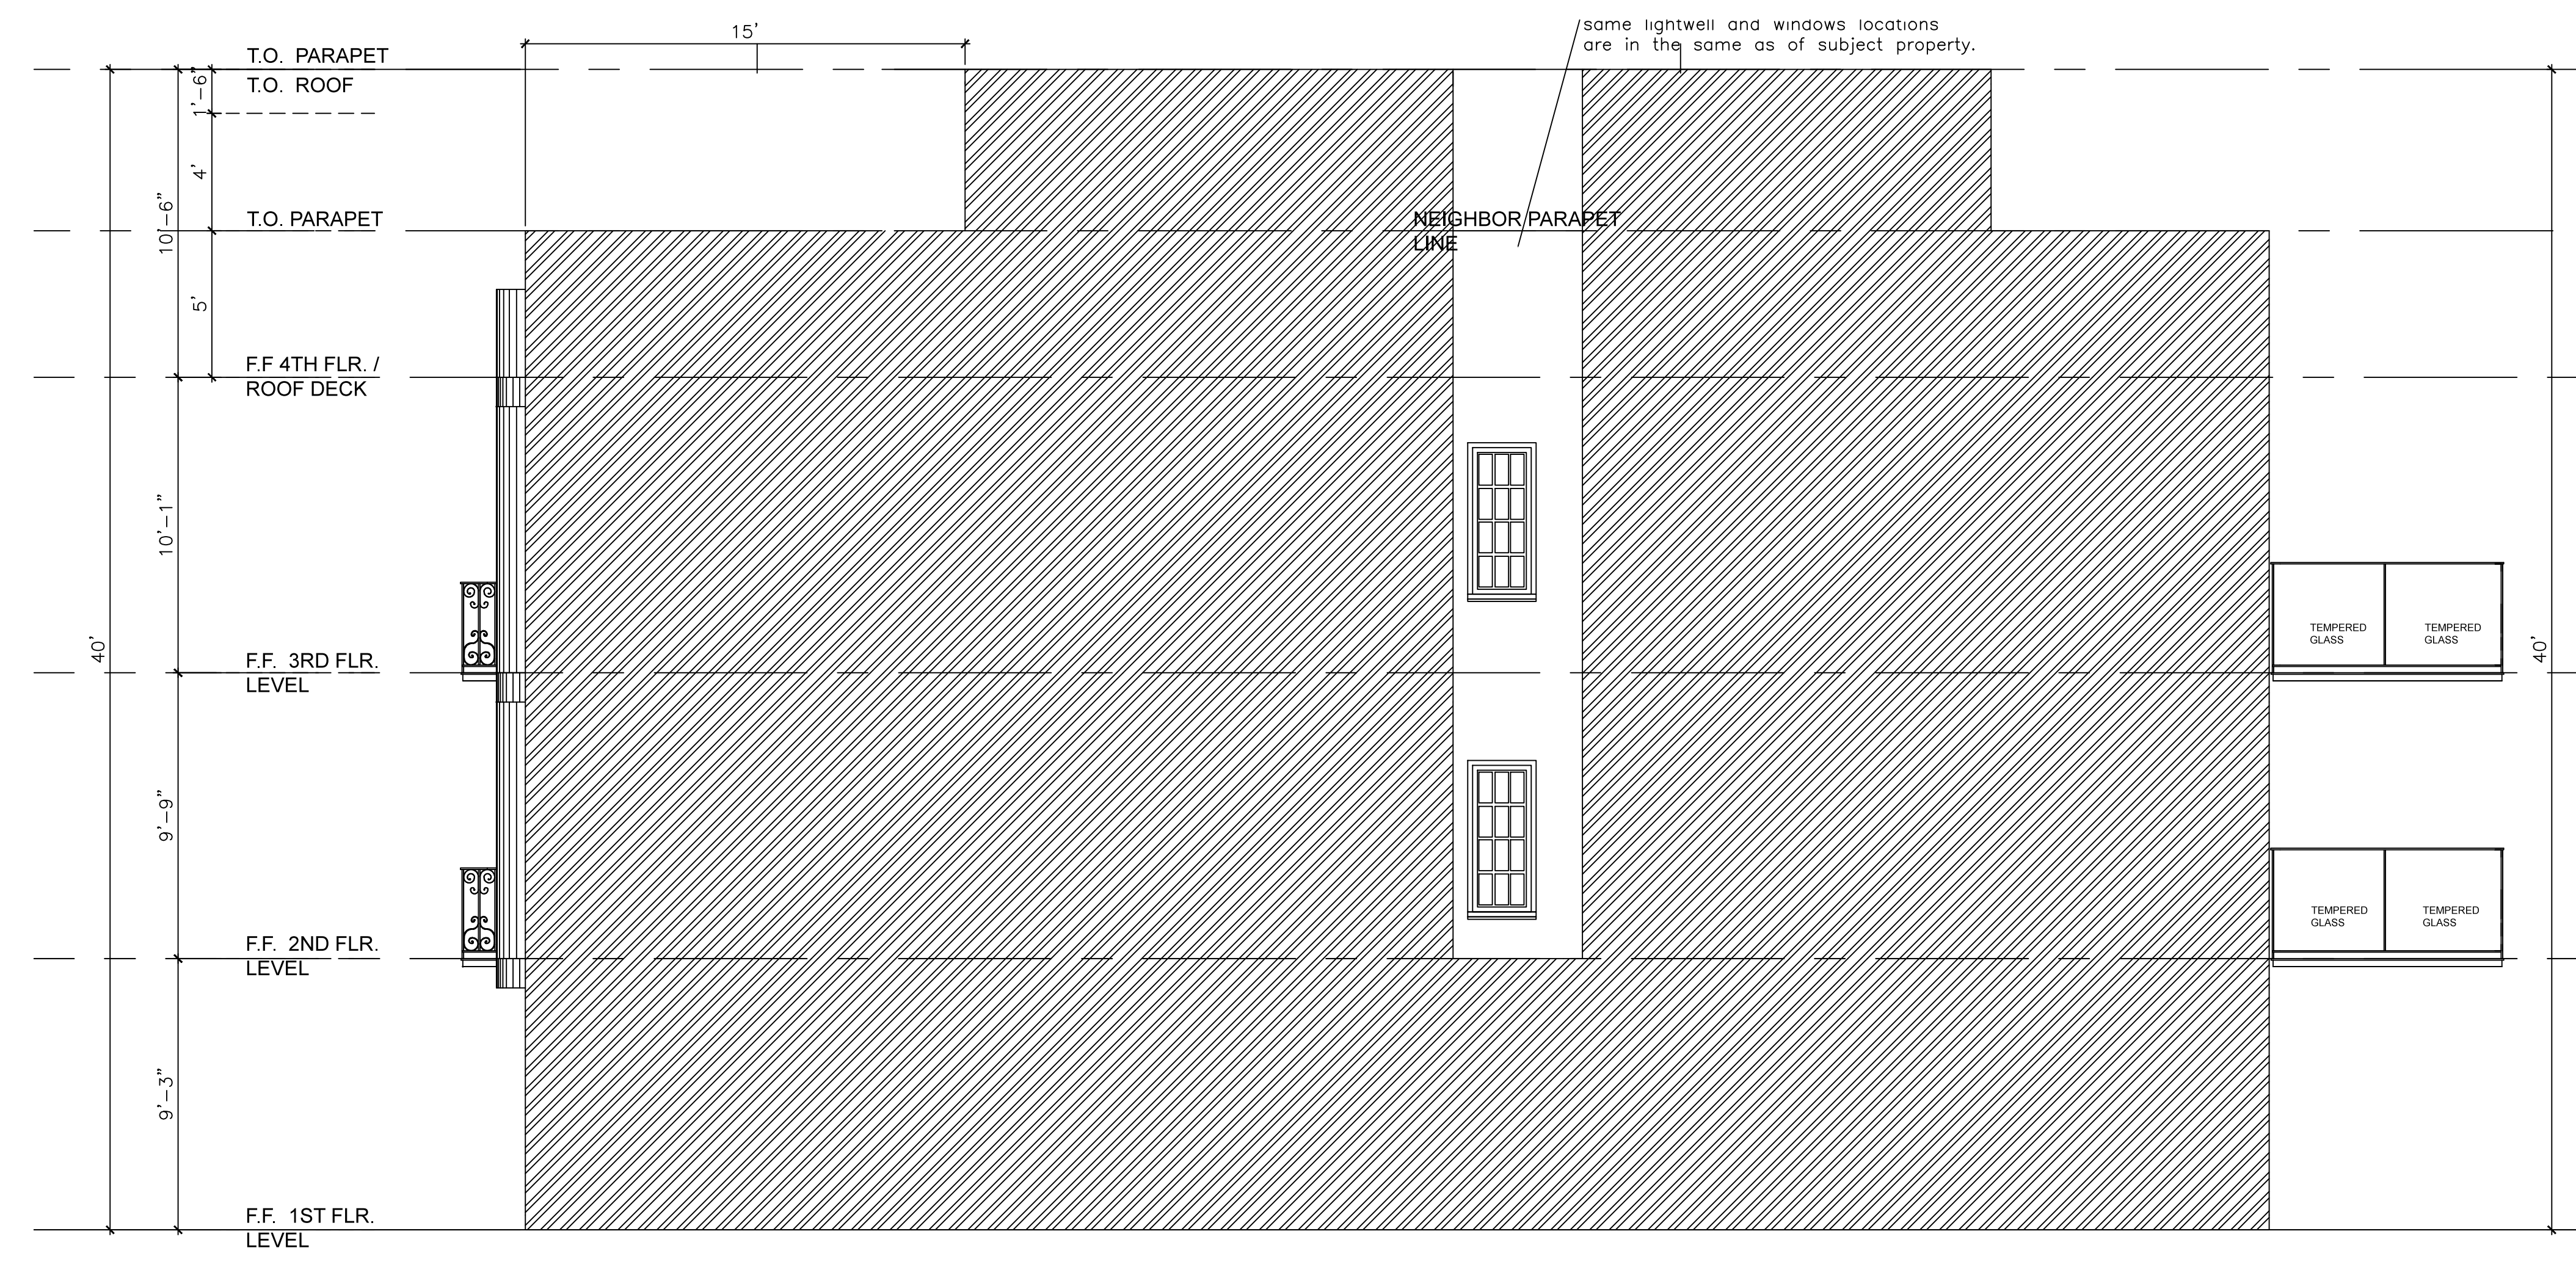 15'
same lightwell and windows locations
are in the same as of subject property.
T.O. PARAPET
1'-6"
T.O. ROOF
4'
T.O. PARAPET
10'-6"
NEIGHBOR PARAPET
LINE
5'
F.F 4TH FLR. /
ROOF DECK
10'-1"
TEMPERED
GLASS
TEMPERED
GLASS
40'
40'
F.F. 3RD FLR.
LEVEL
9'-9"
TEMPERED
GLASS
TEMPERED
GLASS
F.F. 2ND FLR.
LEVEL
9'-3"
F.F. 1ST FLR.
LEVEL